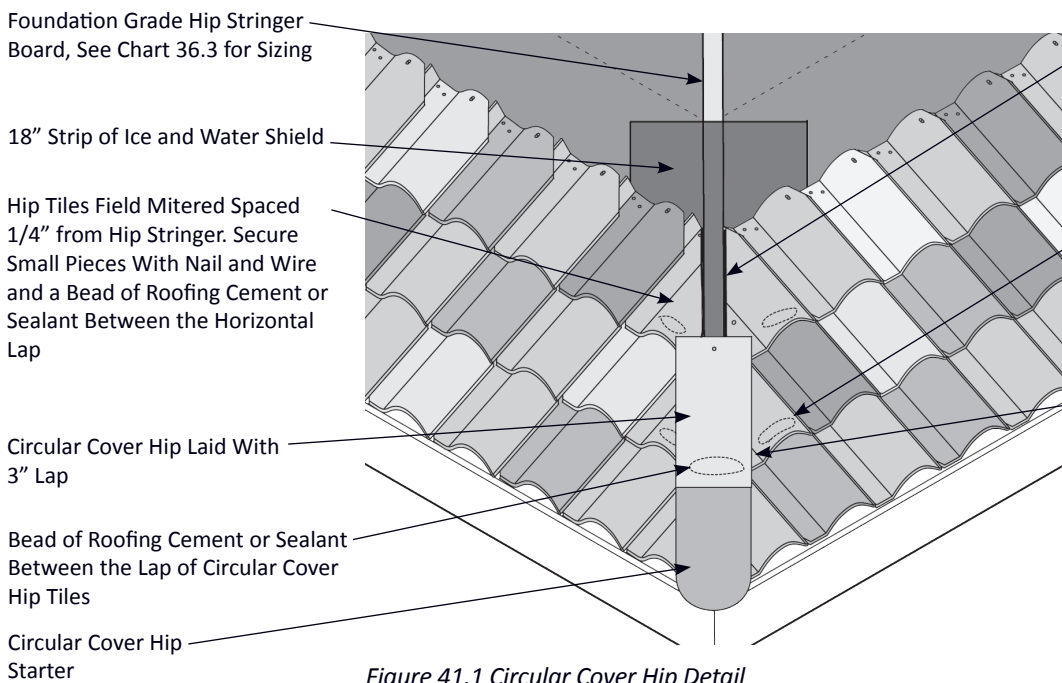 Foundation Grade Hip Stringer
Board, See Chart 36.3 for Sizing
18” Strip of Ice and Water Shield
Hip Tiles Field Mitered Spaced
1/4” from Hip Stringer. Secure
Small Pieces With Nail and Wire
and a Bead of Roofing Cement or
Sealant Between the Horizontal
Lap
Circular Cover Hip Laid With
3” Lap
Bead of Roofing Cement or Sealant
Between the Lap of Circular Cover
Hip Tiles
Circular Cover Hip
Starter
Figure 41.1 Circular Cover Hip Detail